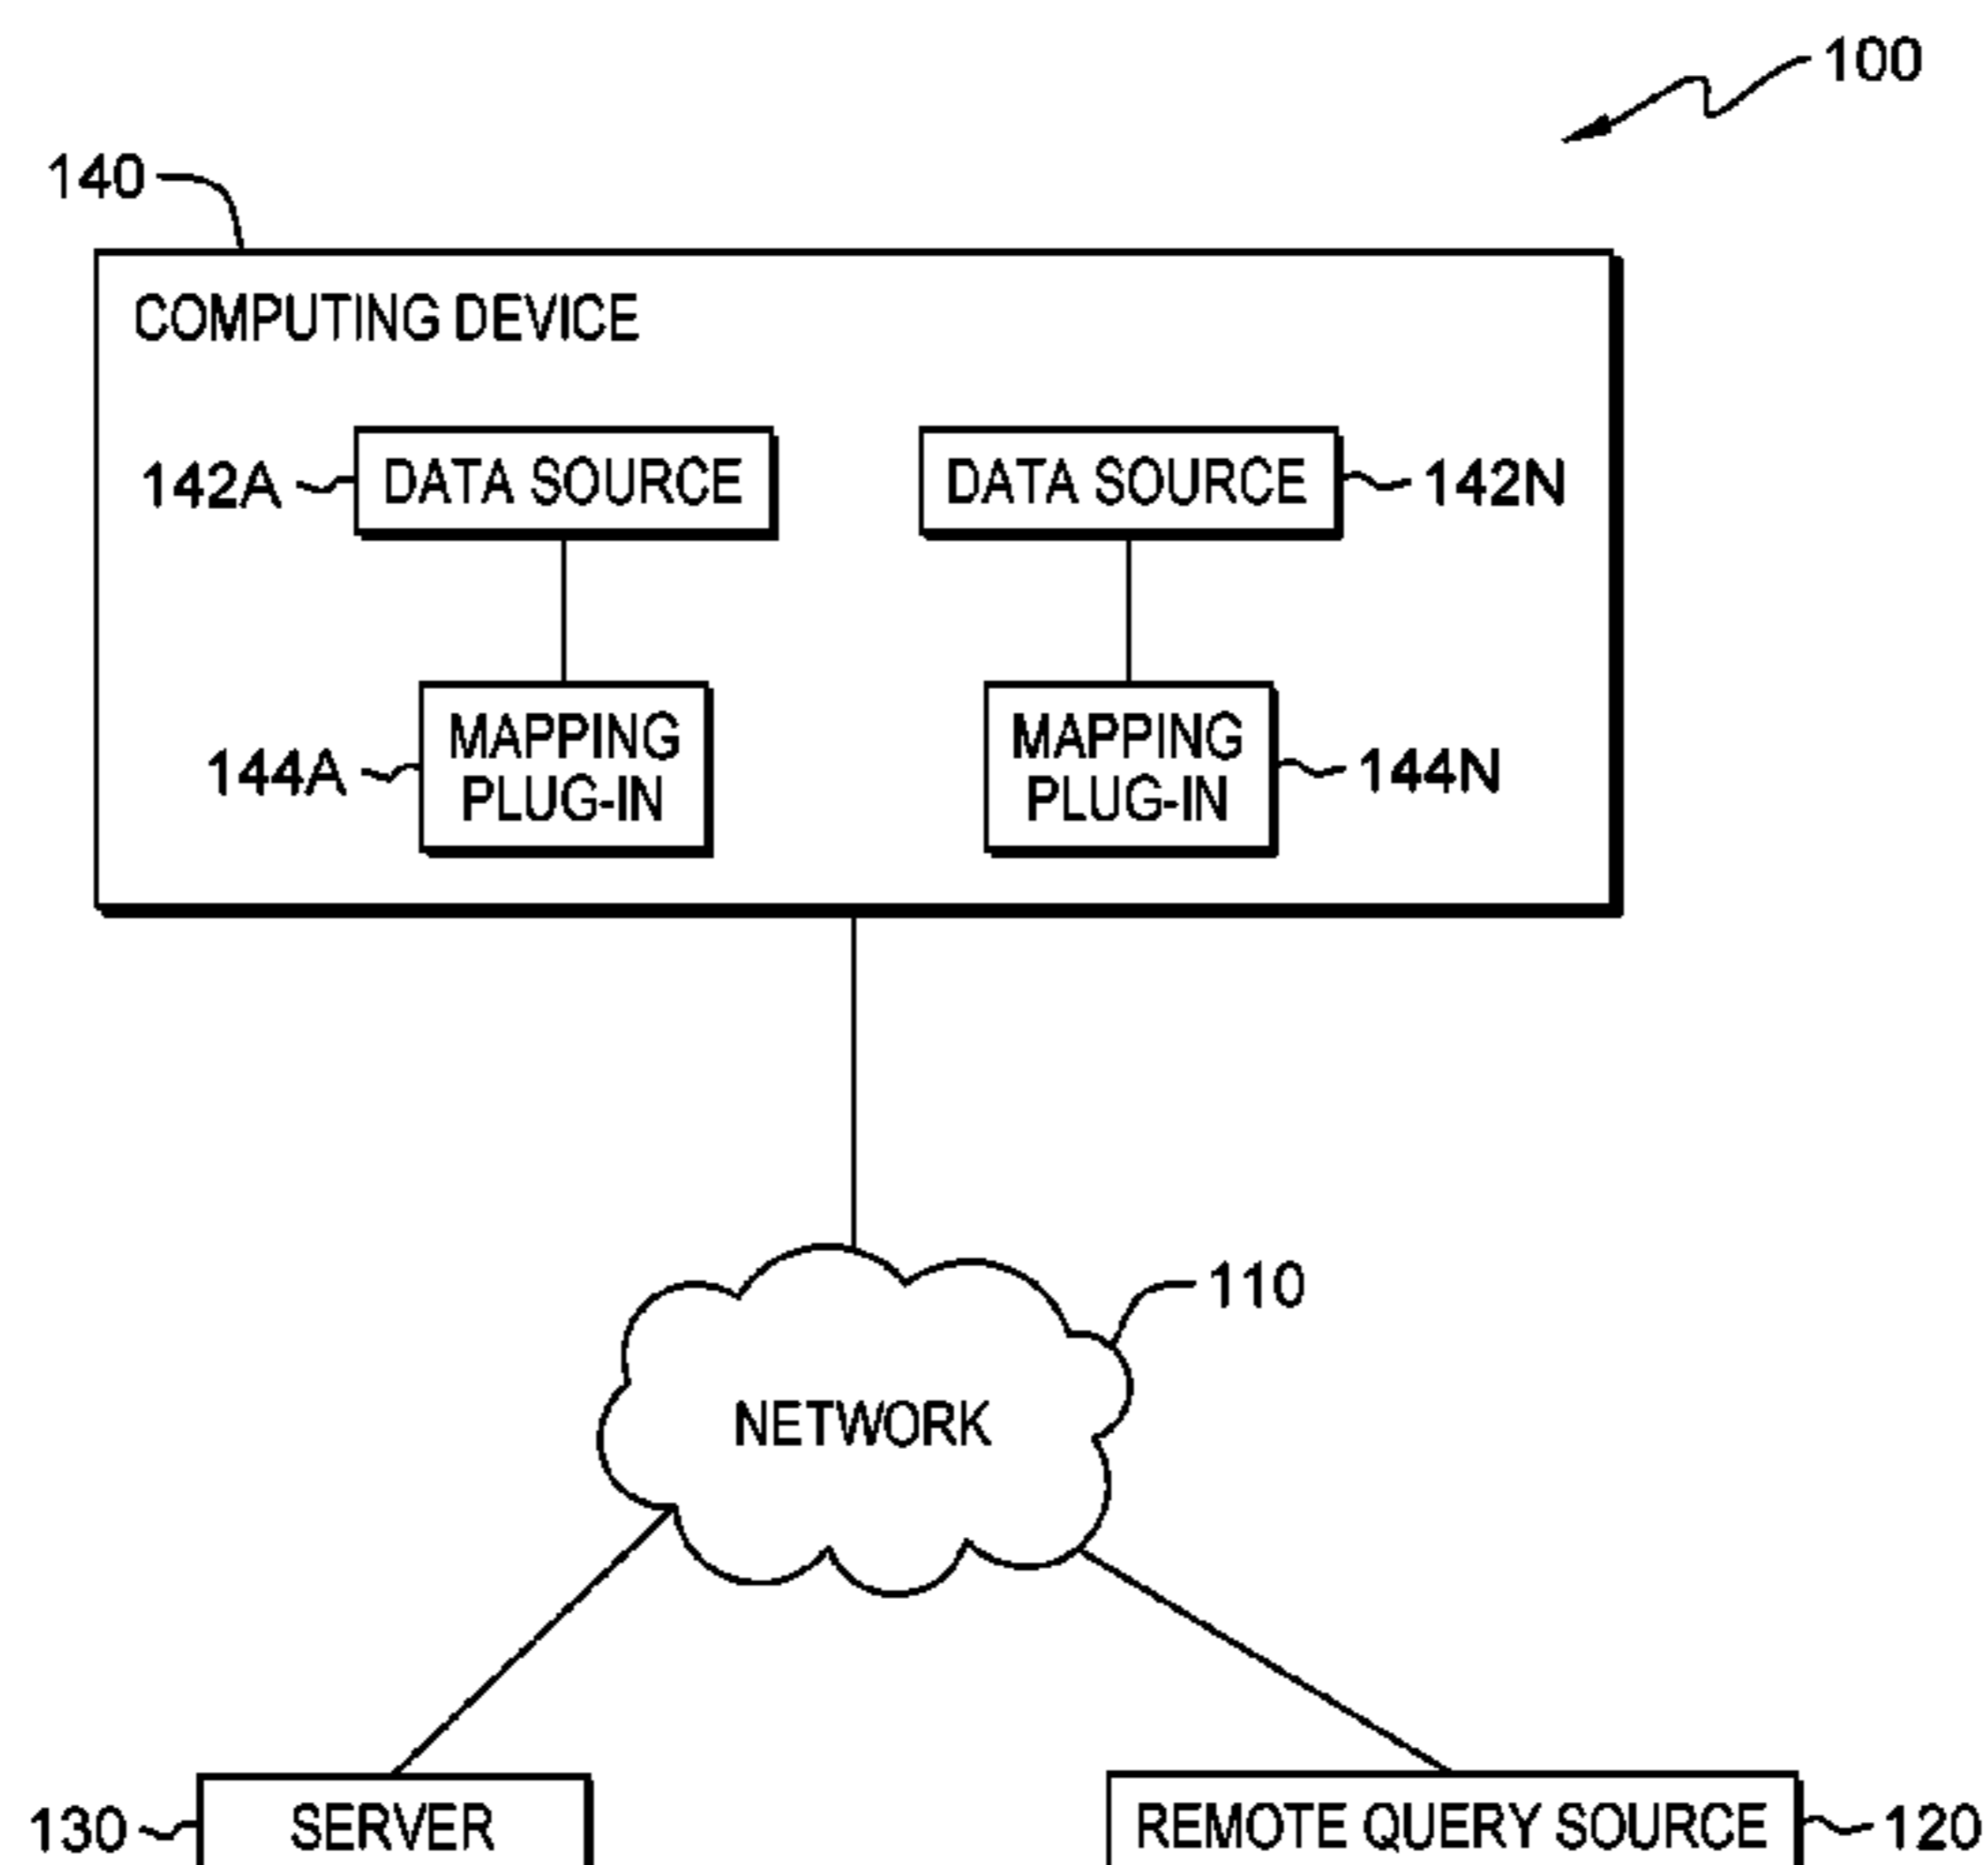 100
140
COMPUTING DEVICE
142A
DATA SOURCE
DATA SOURCE
142N
144A
MAPPING
PLUG-IN
MAPPING
PLUG-IN
144N
110
NETWORK
130
SERVER
REMOTE QUERY SOURCE
120